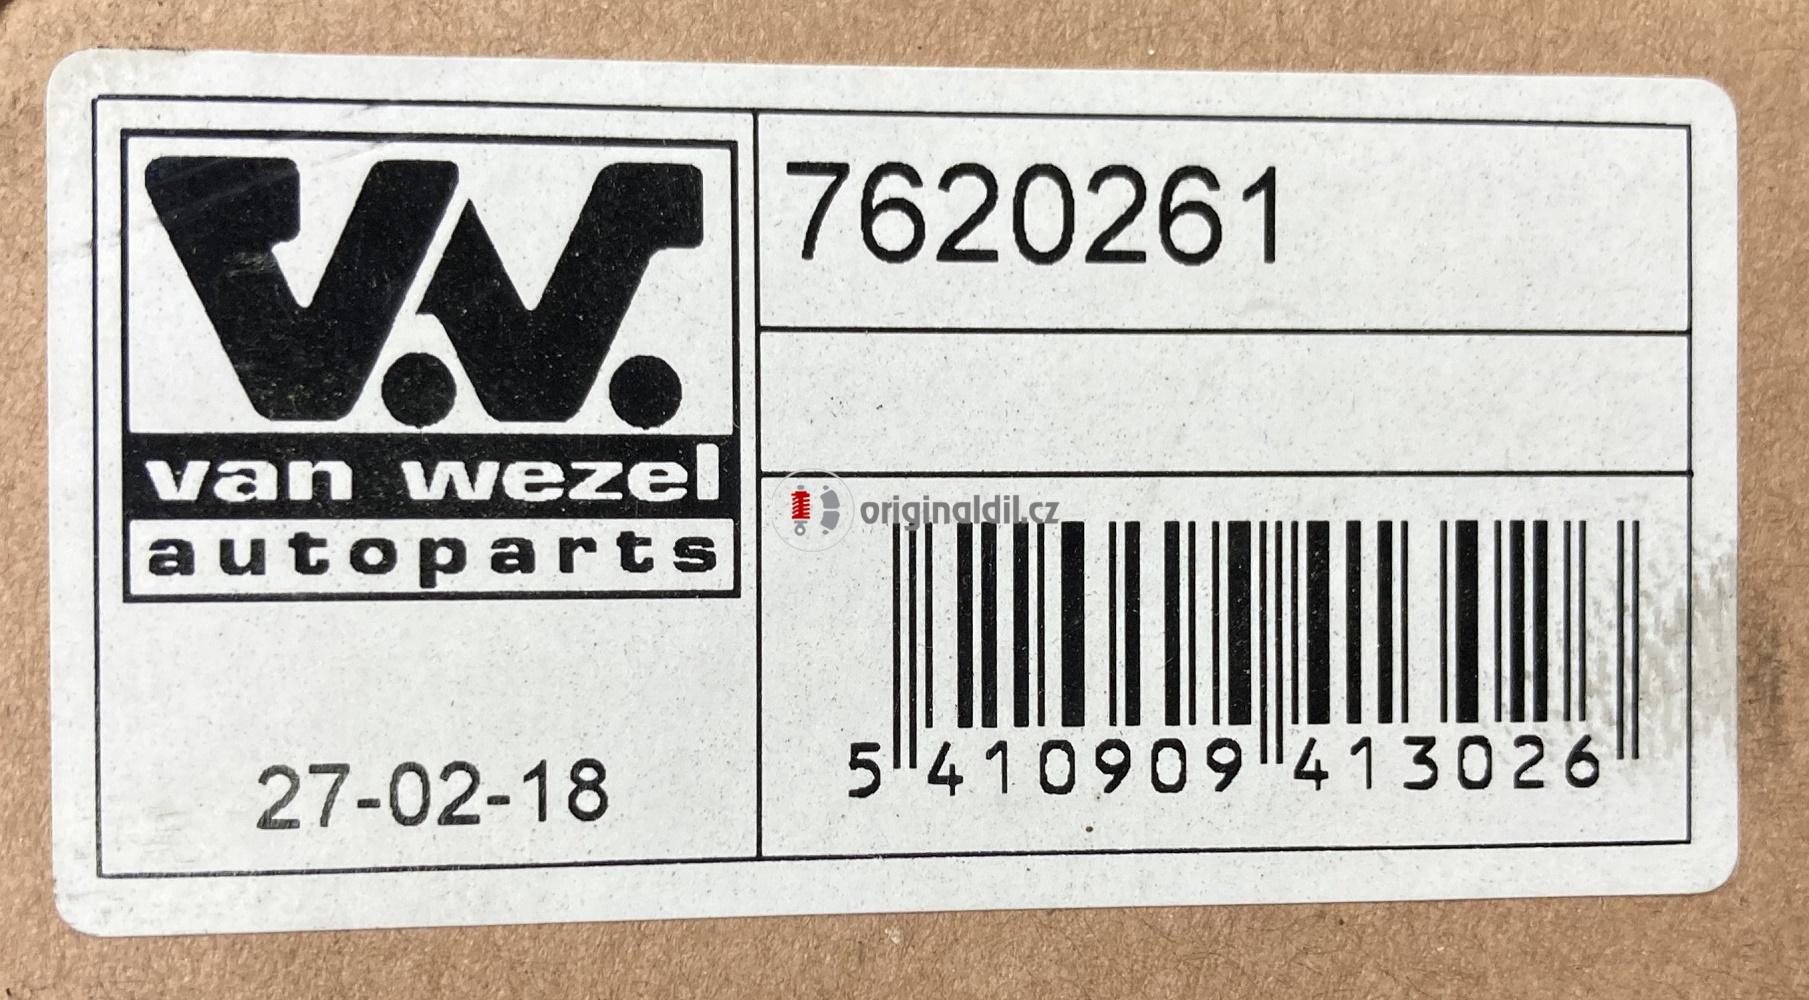 V.W.
van wezel
autoparts
27-02-18
7620261
originaldil.cz
5 410909 413026